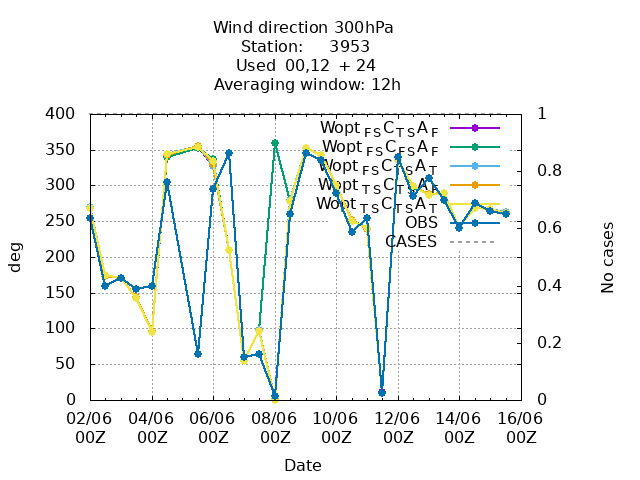 Wind direction 300hPa
Station: 3953
Used 00,12 + 24
Averaging window: 12h
400
350
300
250
200
150
100
50
0
deg
1
0.8
0.6
0.4
0.2
0
No cases
Wopt FS C TS A F
Wopt FS C FS A F
Wopt FS C TS A T
Wopt TS C TS A F
Wopt TS C TS A T
OBS
CASES
02/06 04/06 06/06 08/06 10/06 12/06 14/06 16/06
00Z 00Z 00Z 00Z 00Z 00Z 00Z 00Z
Date